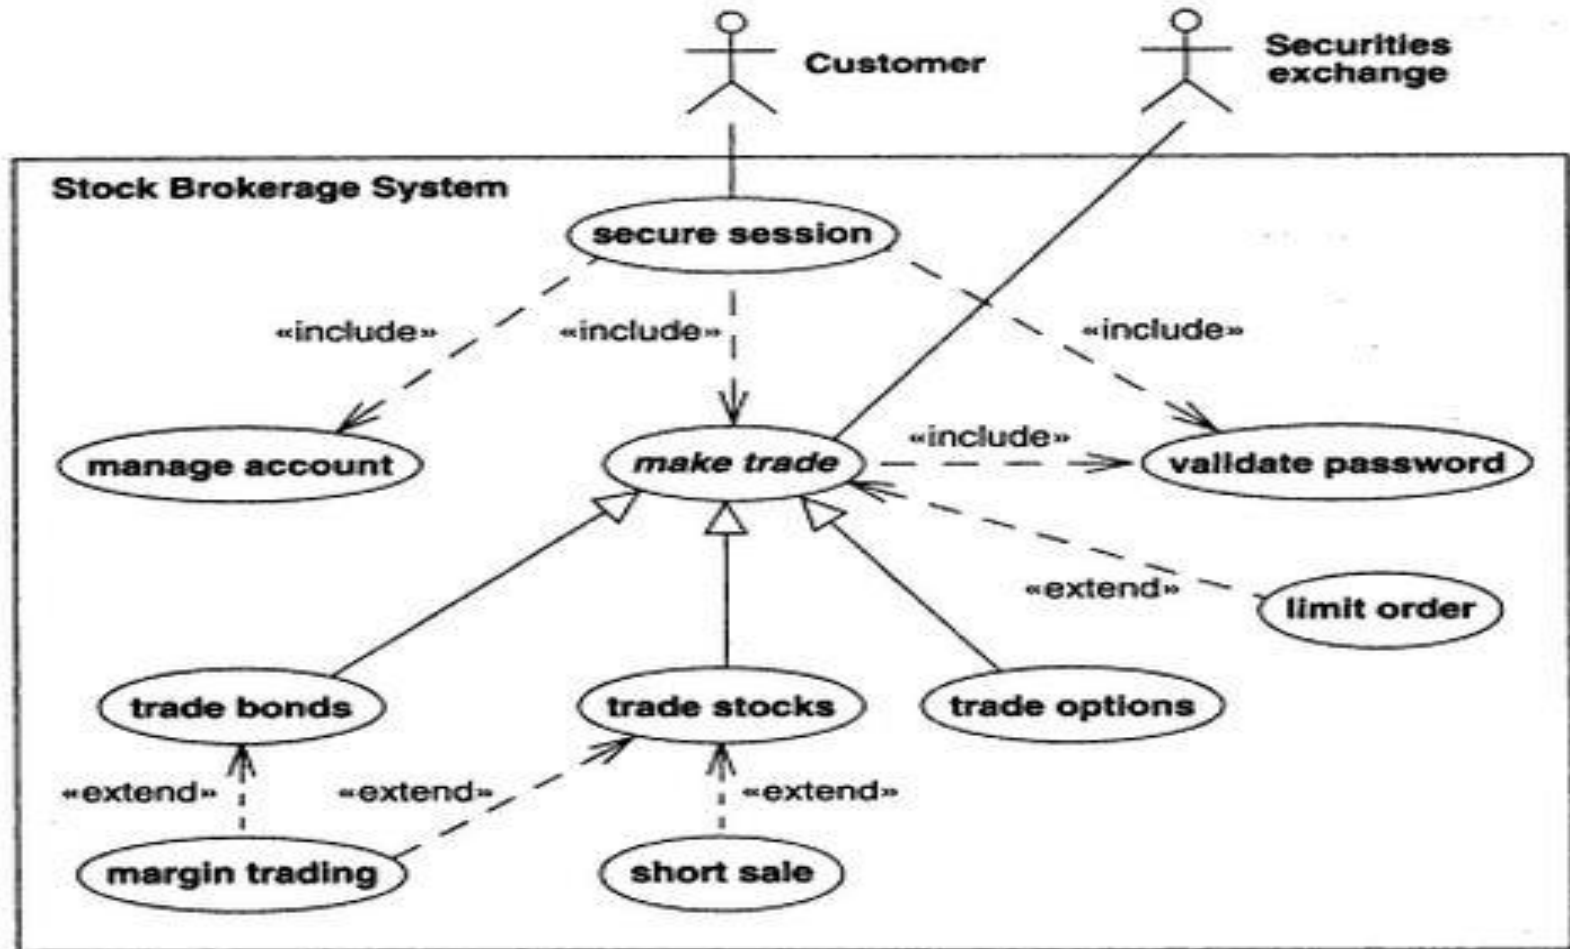 Customer
Securities
exchange
Stock Brokerage System
secure session
«include»
«include»
«include»
manage account
make trade
«include»
validate password
«extend»
limit order
trade bonds
trade stocks
trade options
«extend»
«extend»
«extend»
margin trading
short sale